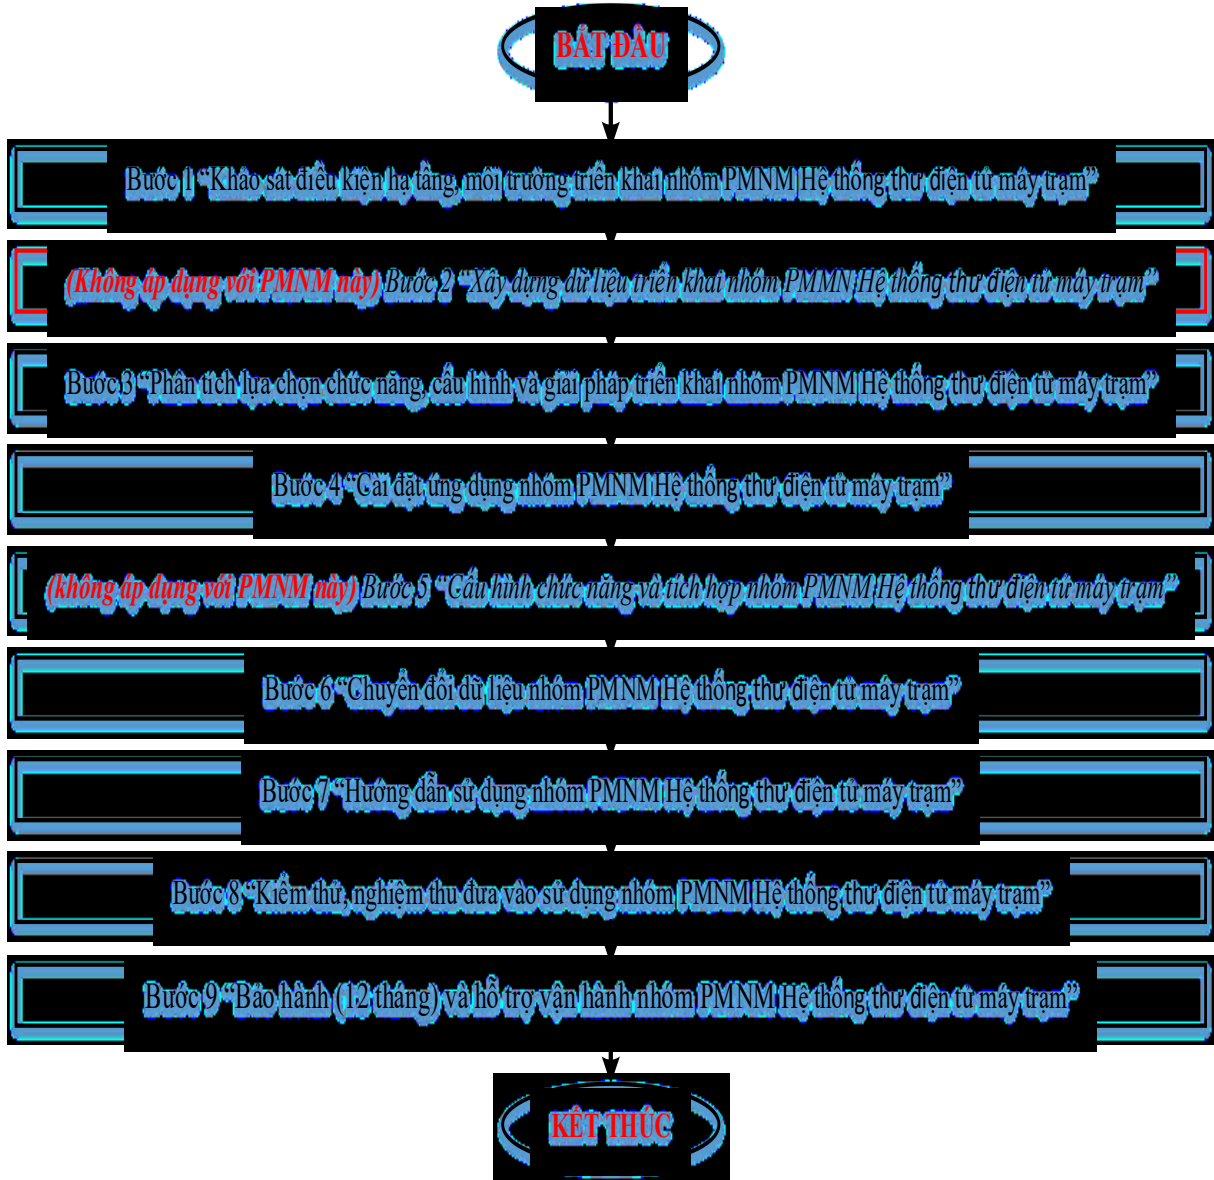 BẮT ĐẦU
Bước 1 “Khảo sát điều kiện hạ tầng, môi trường triển khai nhóm PMNM Hệ thống thư điện tử máy trạm”
(Không áp dụng với PMNM này) Bước 2 “Xây dựng dữ liệu triển khai nhóm PMMN Hệ thống thư điện tử máy trạm”
Bước 3 “Phân tích lựa chọn chức năng, cấu hình và giải pháp triển khai nhóm PMNM Hệ thống thư điện tử máy trạm”
Bước 4 “Cài đặt ứng dụng nhóm PMNM Hệ thống thư điện tử máy trạm”
(không áp dụng với PMNM này) Bước 5 “Cấu hình chức năng và tích hợp nhóm PMNM Hệ thống thư điện tử máy trạm”
Bước 6 “Chuyển đổi dữ liệu nhóm PMNM Hệ thống thư điện tử máy trạm”
Bước 7 “Hướng dẫn sử dụng nhóm PMNM Hệ thống thư điện tử máy trạm”
Bước 8 “Kiểm thử, nghiệm thu đưa vào sử dụng nhóm PMNM Hệ thống thư điện tử máy trạm”
Bước 9 “Bảo hành (12 tháng) và hỗ trợ vận hành nhóm PMNM Hệ thống thư điện tử máy trạm”
KẾT THÚC